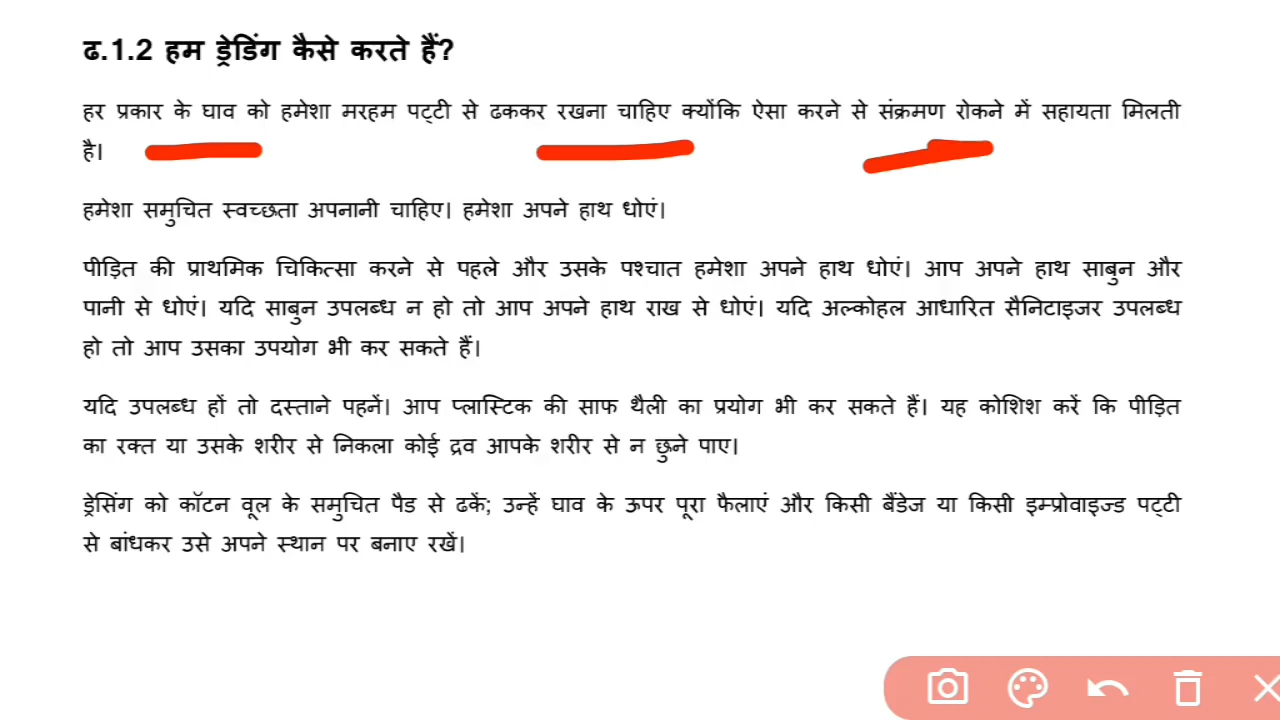 ढ.1.2 हम ड्रेडिंग कैसे करते हैं?
हर प्रकार के घाव को हमेशा मरहम पट्टी से ढककर रखना चाहिए क्योंकि ऐसा करने से संक्रमण रोकने में सहायता मिलती
है।
हमेशा समुचित स्वच्छता अपनानी चाहिए। हमेशा अपने हाथ धोएं।
पीड़ित की प्राथमिक चिकित्सा करने से पहले और उसके पश्चात हमेशा अपने हाथ धोएं। आप अपने हाथ साबुन और
पानी से धोएं। यदि साबुन उपलब्ध न हो तो आप अपने हाथ राख से धोएं। यदि अल्कोहल आधारित सैनिटाइजर उपलब्ध
हो तो आप उसका उपयोग भी कर सकते हैं।
यदि उपलब्ध हों तो दस्ताने पहनें। आप प्लास्टिक की साफ थैली का प्रयोग भी कर सकते हैं। यह कोशिश करें कि पीड़ित
का रक्त या उसके शरीर से निकला कोई द्रव आपके शरीर से न छुने पाए।
ड्रेसिंग को कॉटन वूल के समुचित पैड से ढकें; उन्हें घाव के ऊपर पूरा फैलाएं और किसी बैंडेज या किसी इम्प्रोवाइज्ड पट्टी
से बांधकर उसे अपने स्थान पर बनाए रखें।